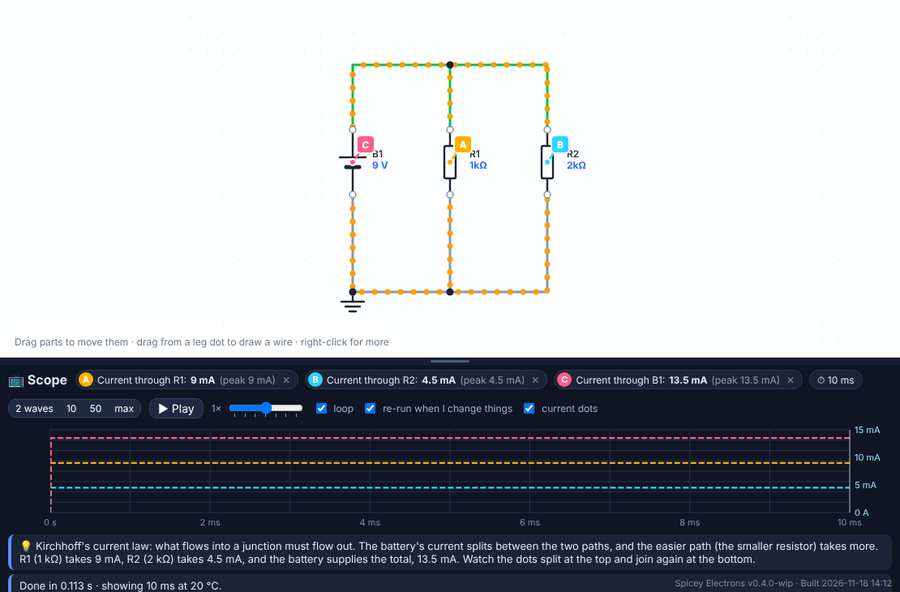 C
A
B
B1
R1
R2
9 V
1kΩ
2kΩ
Drag parts to move them · drag from a leg dot to draw a wire · right-click for more
📺 Scope
A Current through R1: 9 mA (peak 9 mA) ×
B Current through R2: 4.5 mA (peak 4.5 mA) ×
C Current through B1: 13.5 mA (peak 13.5 mA) ×
⏱ 10 ms
2 waves 10 50 max
▶ Play
1×
loop
re-run when I change things
current dots
15 mA
10 mA
5 mA
0 A
0 s 2 ms 4 ms 6 ms 8 ms 10 ms
💡 Kirchhoff's current law: what flows into a junction must flow out. The battery's current splits between the two paths, and the easier path (the smaller resistor) takes more.
R1 (1 kΩ) takes 9 mA, R2 (2 kΩ) takes 4.5 mA, and the battery supplies the total, 13.5 mA. Watch the dots split at the top and join again at the bottom.
Done in 0.113 s · showing 10 ms at 20 °C.
Spicey Electrons v0.4.0-wip · Built 2026-11-18 14:12